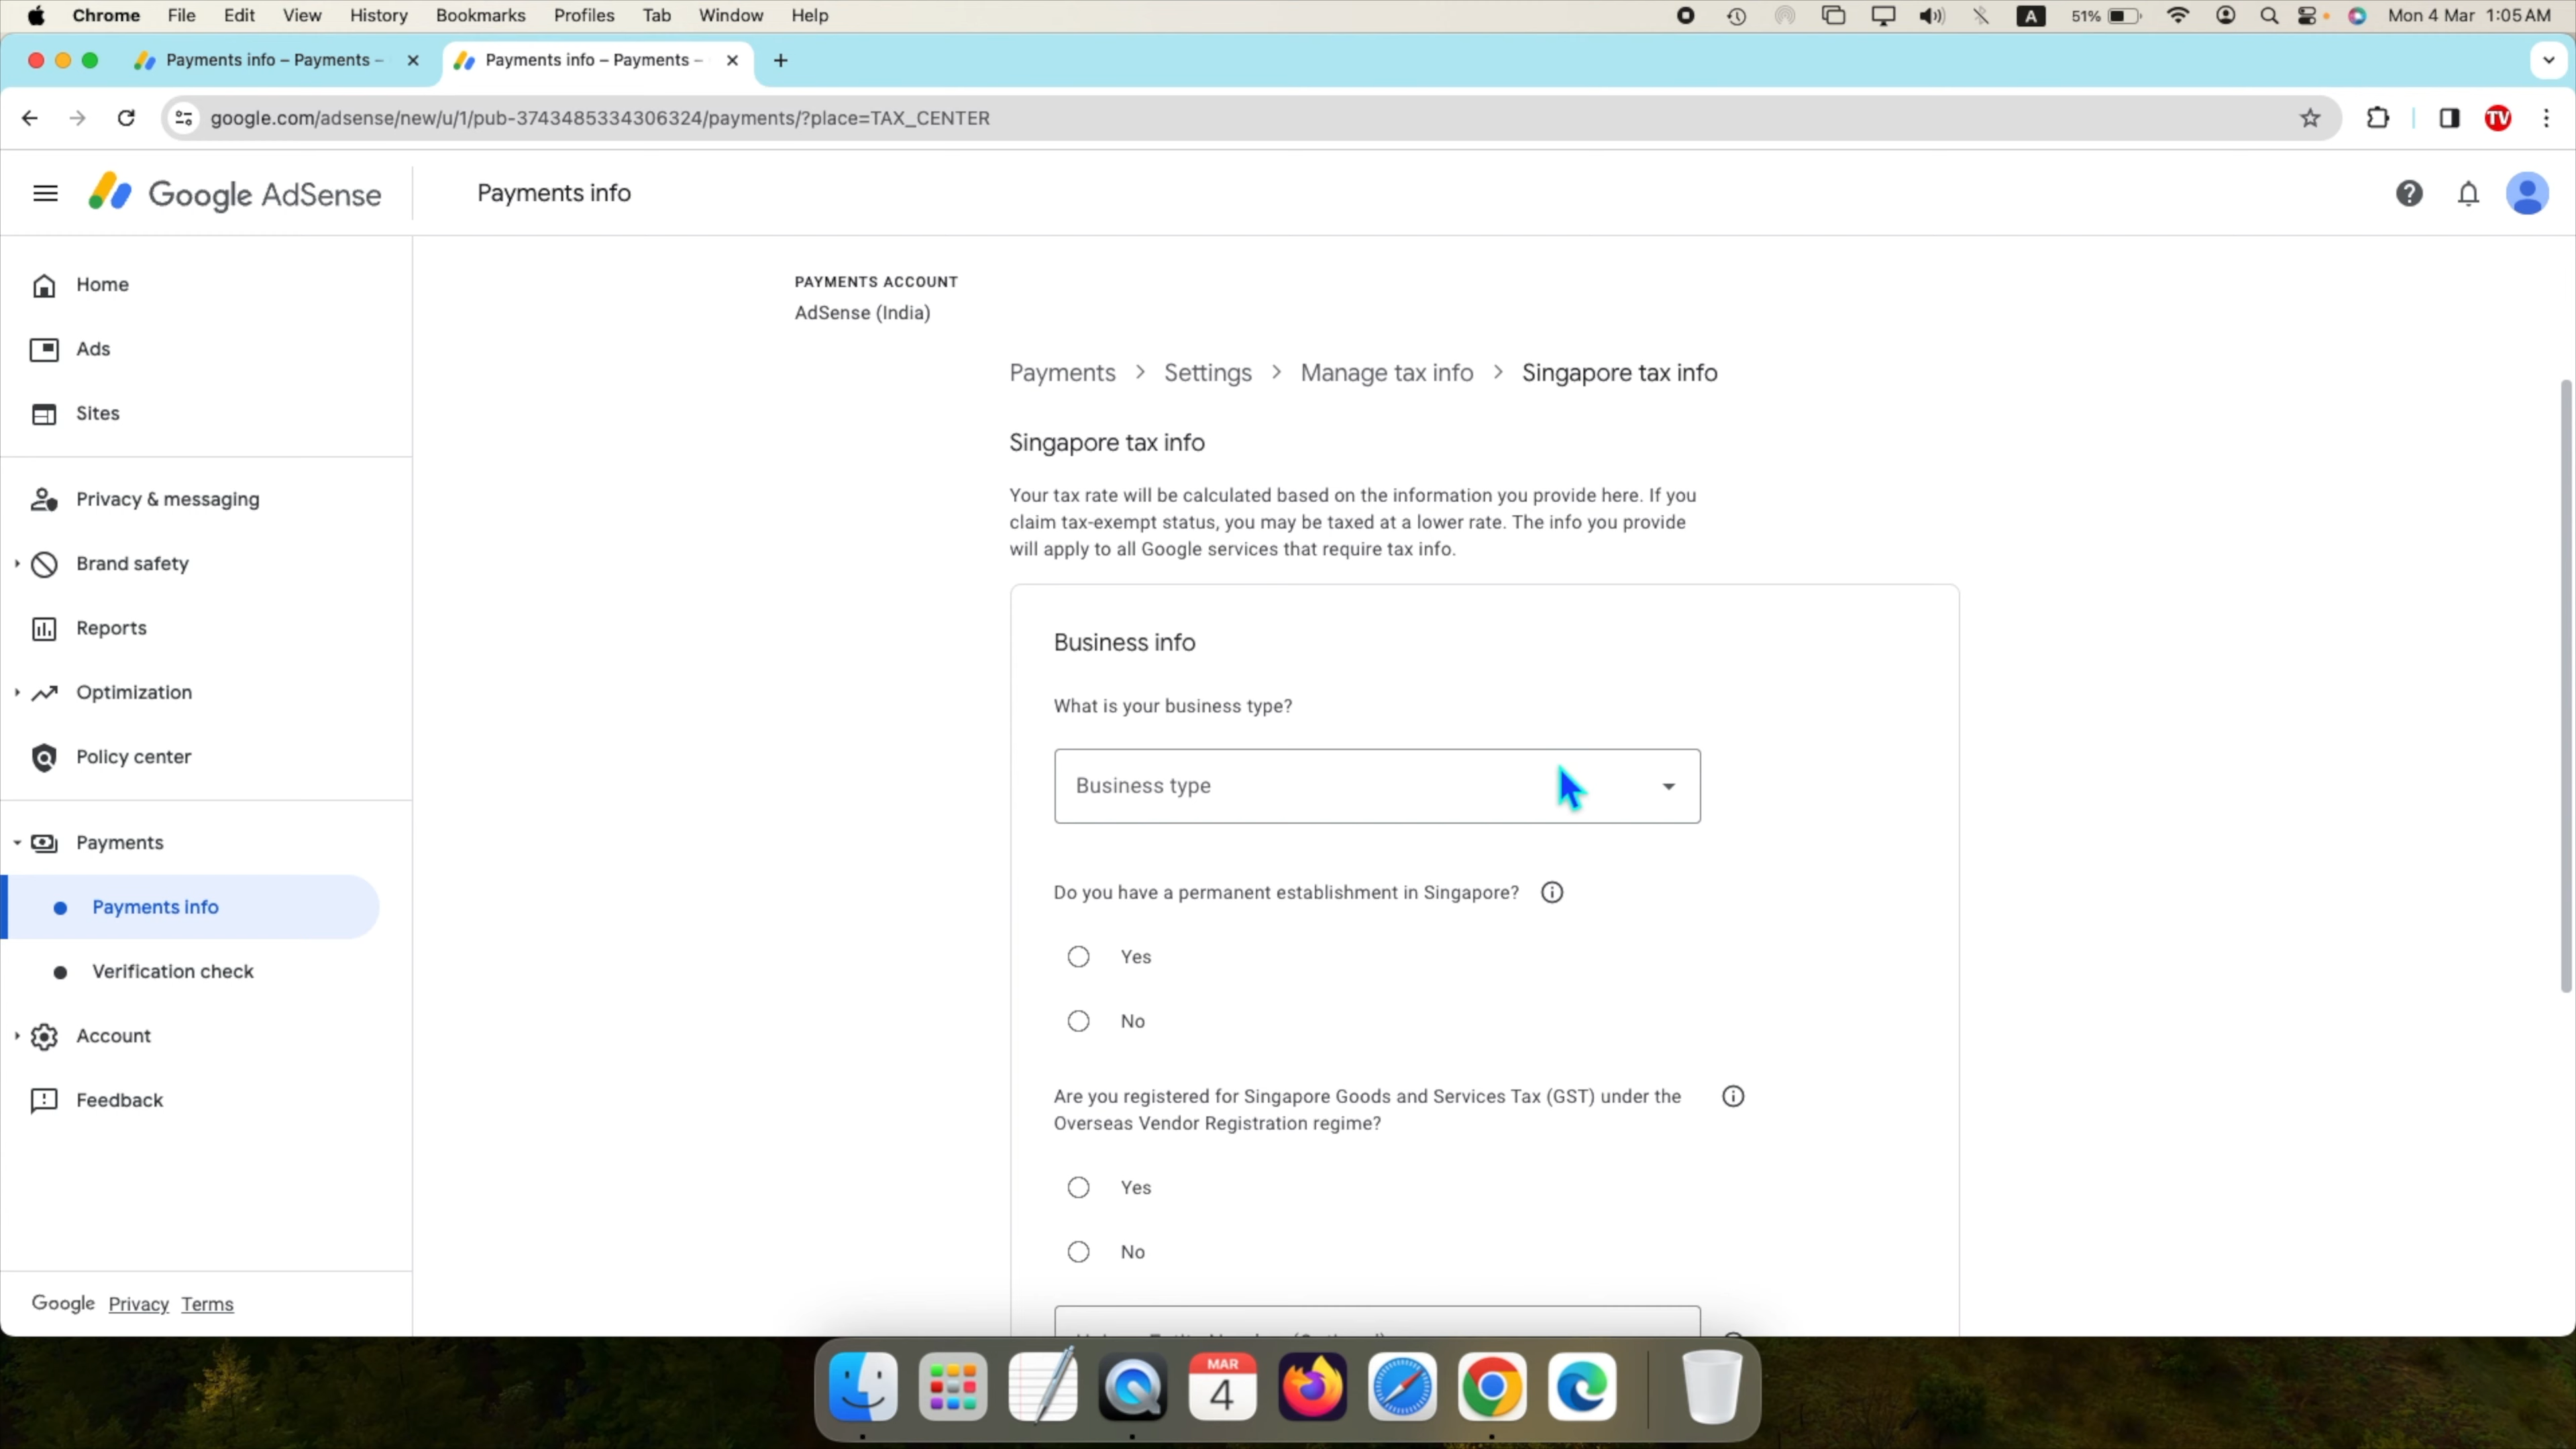 Chrome File Edit View History Bookmarks Profiles Tab Window Help A 51% Mon 4 Mar 1:05 AM
Payments info – Payments – Payments info – Payments –
google.com/adsense/new/u/1/pub-3743485334306324/payments/?place=TAX_CENTER TV
Google AdSense Payments info
Home
Ads
Sites
Privacy & messaging
Brand safety
Reports
Optimization
Policy center
Payments
Payments info
Verification check
Account
Feedback
Google Privacy Terms
PAYMENTS ACCOUNT
AdSense (India)
Payments > Settings > Manage tax info > Singapore tax info
Singapore tax info
Your tax rate will be calculated based on the information you provide here. If you
claim tax-exempt status, you may be taxed at a lower rate. The info you provide
will apply to all Google services that require tax info.
Business info
What is your business type?
Business type
Do you have a permanent establishment in Singapore?
Yes
No
Are you registered for Singapore Goods and Services Tax (GST) under the
Overseas Vendor Registration regime?
Yes
No
MAR
4